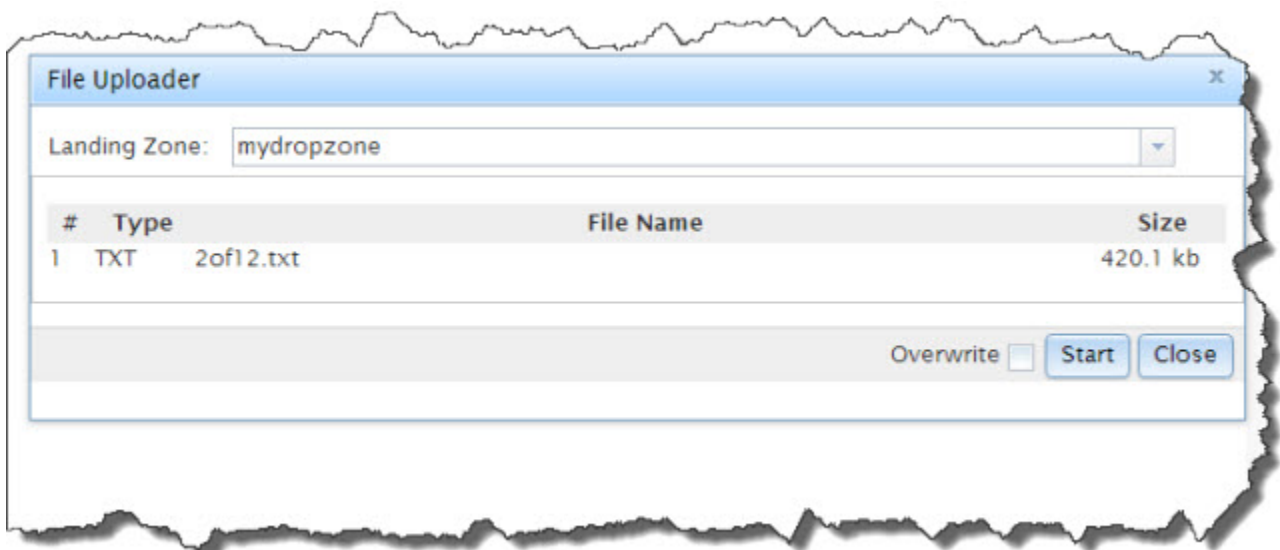 File Uploader x
Landing Zone: mydropzone
# Type File Name Size
1 TXT 2of12.txt 420.1 kb
Overwrite Start Close